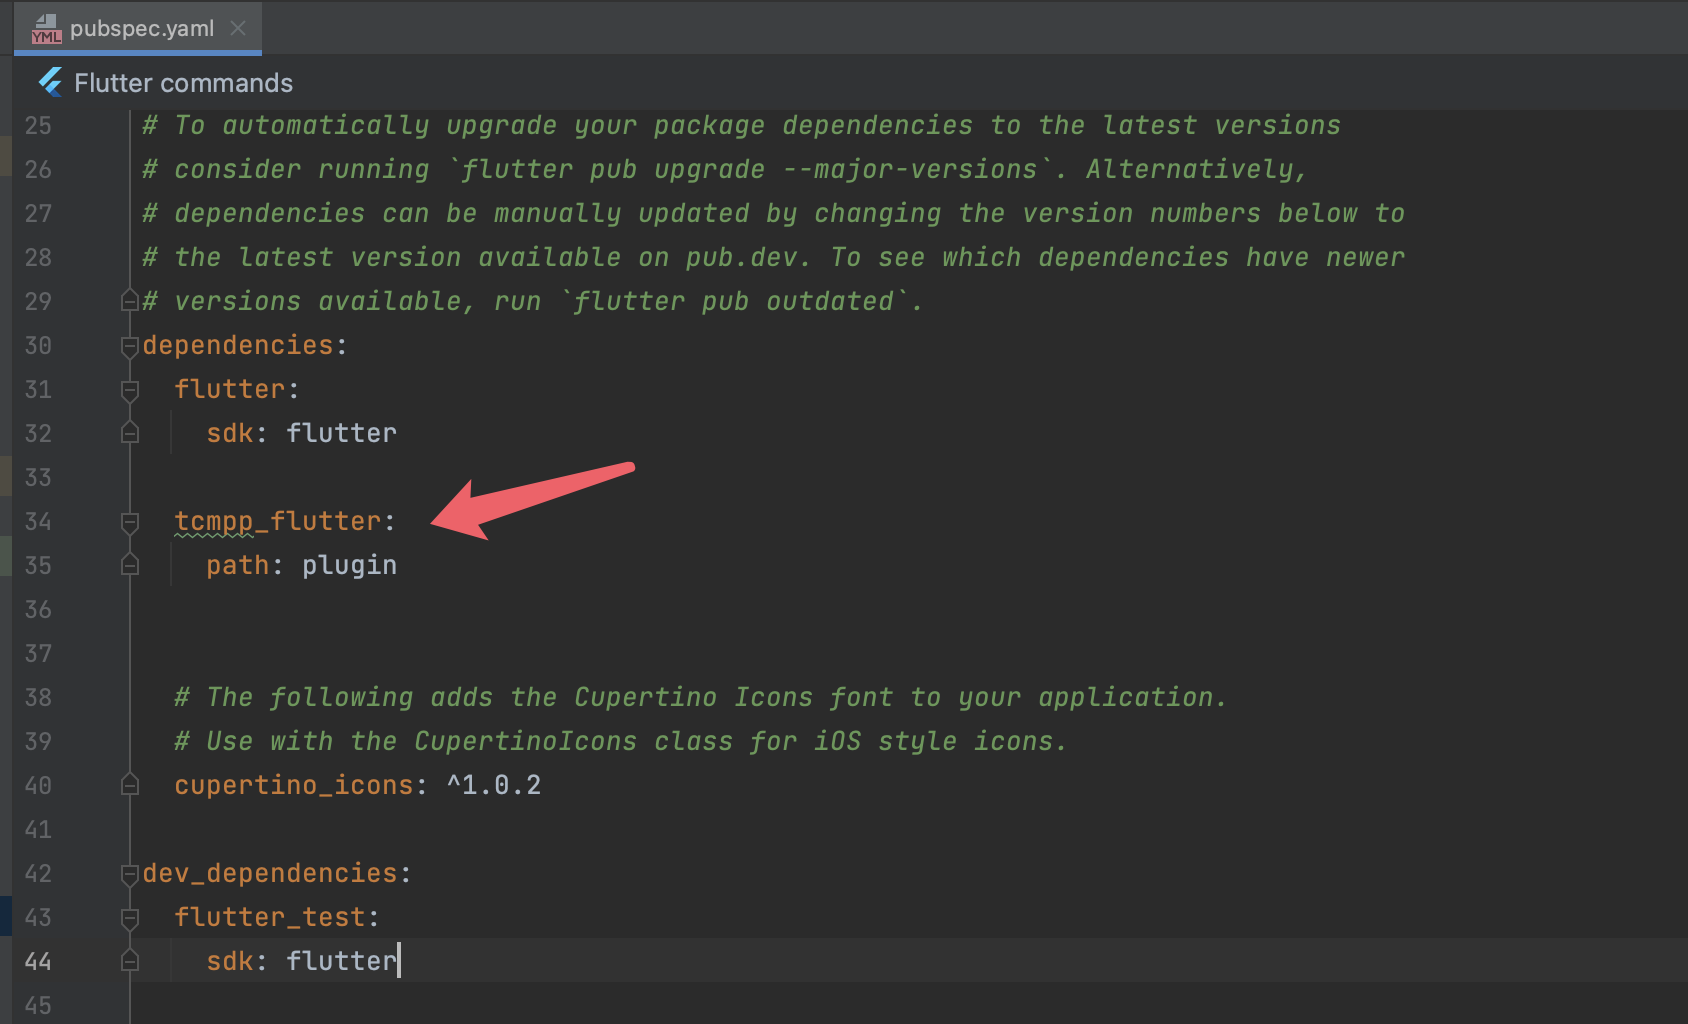 YML pubspec.yaml
Flutter commands
25 # To automatically upgrade your package dependencies to the latest versions
26 # consider running `flutter pub upgrade --major-versions`. Alternatively,
27 # dependencies can be manually updated by changing the version numbers below to
28 # the latest version available on pub.dev. To see which dependencies have newer
29 # versions available, run `flutter pub outdated`.
30 dependencies:
31 flutter:
32 sdk: flutter
33
34 tcmpp_flutter:
35 path: plugin
36
37
38 # The following adds the Cupertino Icons font to your application.
39 # Use with the CupertinoIcons class for iOS style icons.
40 cupertino_icons: ^1.0.2
41
42 dev_dependencies:
43 flutter_test:
44 sdk: flutter
45